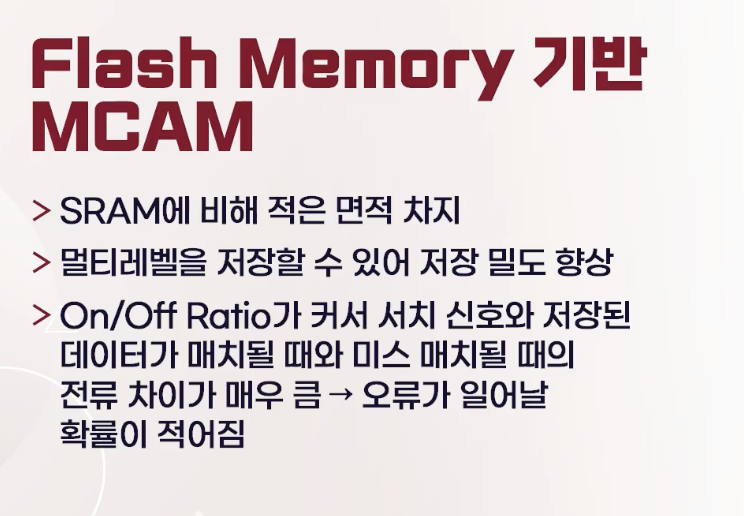 Flash Memory 기반
MCAM
> SRAM에 비해 적은 면적 차지
> 멀티레벨을 저장할 수 있어 저장 밀도 향상
> On/Off Ratio가 커서 서치 신호와 저장된
데이터가 매치될 때와 미스 매치될 때의
전류 차이가 매우 큼 → 오류가 일어날
확률이 적어짐